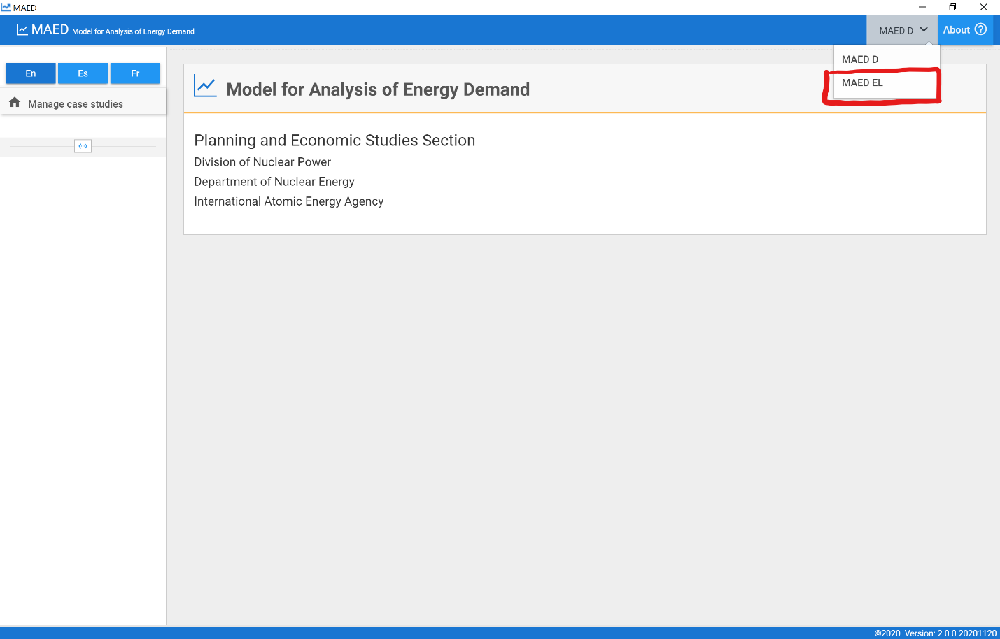 MAED
MAED Model for Analysis of Energy Demand
MAED D
About
MAED D
MAED EL
En Es Fr
Manage case studies
Model for Analysis of Energy Demand
Planning and Economic Studies Section
Division of Nuclear Power
Department of Nuclear Energy
International Atomic Energy Agency
©2020. Version: 2.0.0.20201120